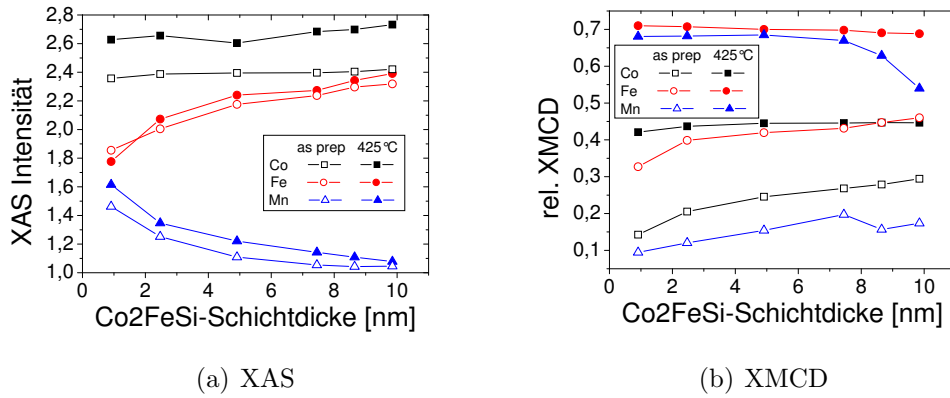 2,8
2,6
2,4
2,2
2,0
1,8
1,6
1,4
1,2
1,0
XAS Intensität
as prep 425°C
Co
Fe
Mn
0 2 4 6 8 10
Co2FeSi-Schichtdicke [nm]
(a) XAS
0,7
0,6
0,5
0,4
0,3
0,2
0,1
rel. XMCD
as prep 425°C
Co
Fe
Mn
0 2 4 6 8 10
Co2FeSi-Schichtdicke [nm]
(b) XMCD